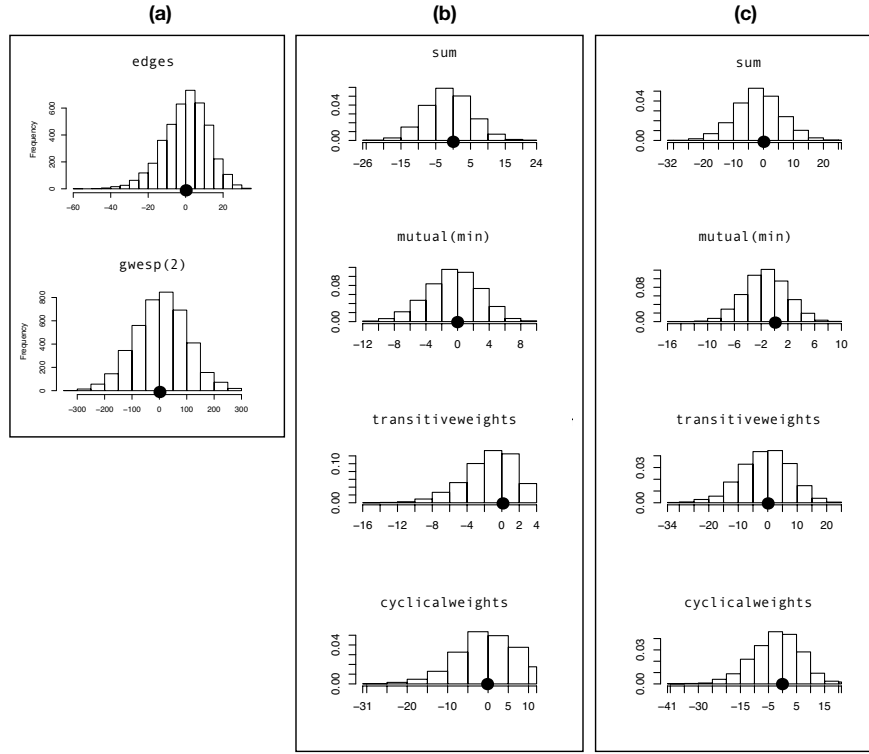 (a)
edges
Frequency
600
400
200
0
−60 −40 −20 0 20
gwesp(2)
Frequency
800
600
400
200
0
−300 −200 −100 0 100 200 300
(b)
sum
0.04
0.00
−26 −15 −5 0 5 15 24
mutual(min)
0.08
0.00
−12 −8 −4 0 4 8
transitiveweights
0.10
0.00
−16 −12 −8 −4 0 2 4
cyclicalweights
0.04
0.00
−31 −20 −10 0 5 10
(c)
sum
0.04
0.00
−32 −20 −10 0 10 20
mutual(min)
0.08
0.00
−16 −10 −6 −2 2 6 10
transitiveweights
0.03
0.00
−34 −20 −10 0 10 20
cyclicalweights
0.03
0.00
−41 −30 −15 −5 5 15